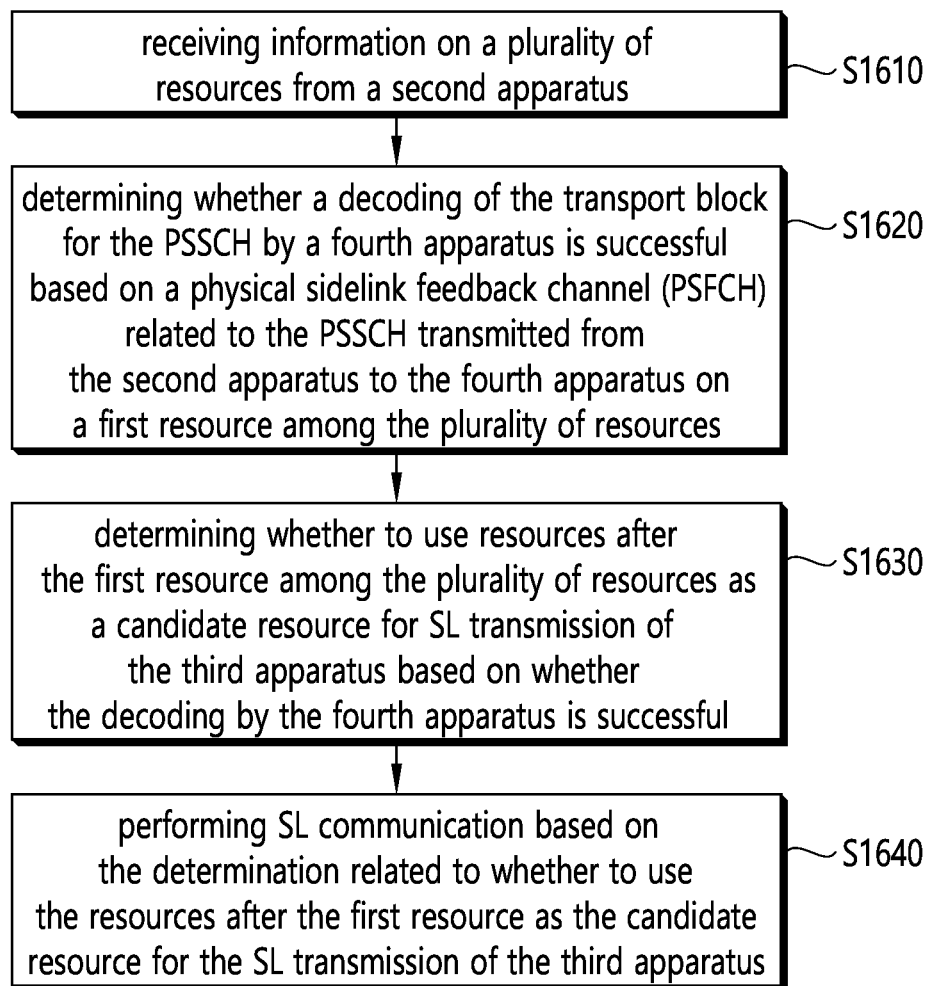 receiving information on a plurality of
resources from a second apparatus
S1610
determining whether a decoding of the transport block
for the PSSCH by a fourth apparatus is successful
based on a physical sidelink feedback channel (PSFCH)
related to the PSSCH transmitted from
the second apparatus to the fourth apparatus on
a first resource among the plurality of resources
S1620
determining whether to use resources after
the first resource among the plurality of resources as
a candidate resource for SL transmission of
the third apparatus based on whether
the decoding by the fourth apparatus is successful
S1630
performing SL communication based on
the determination related to whether to use
the resources after the first resource as the candidate
resource for the SL transmission of the third apparatus
S1640